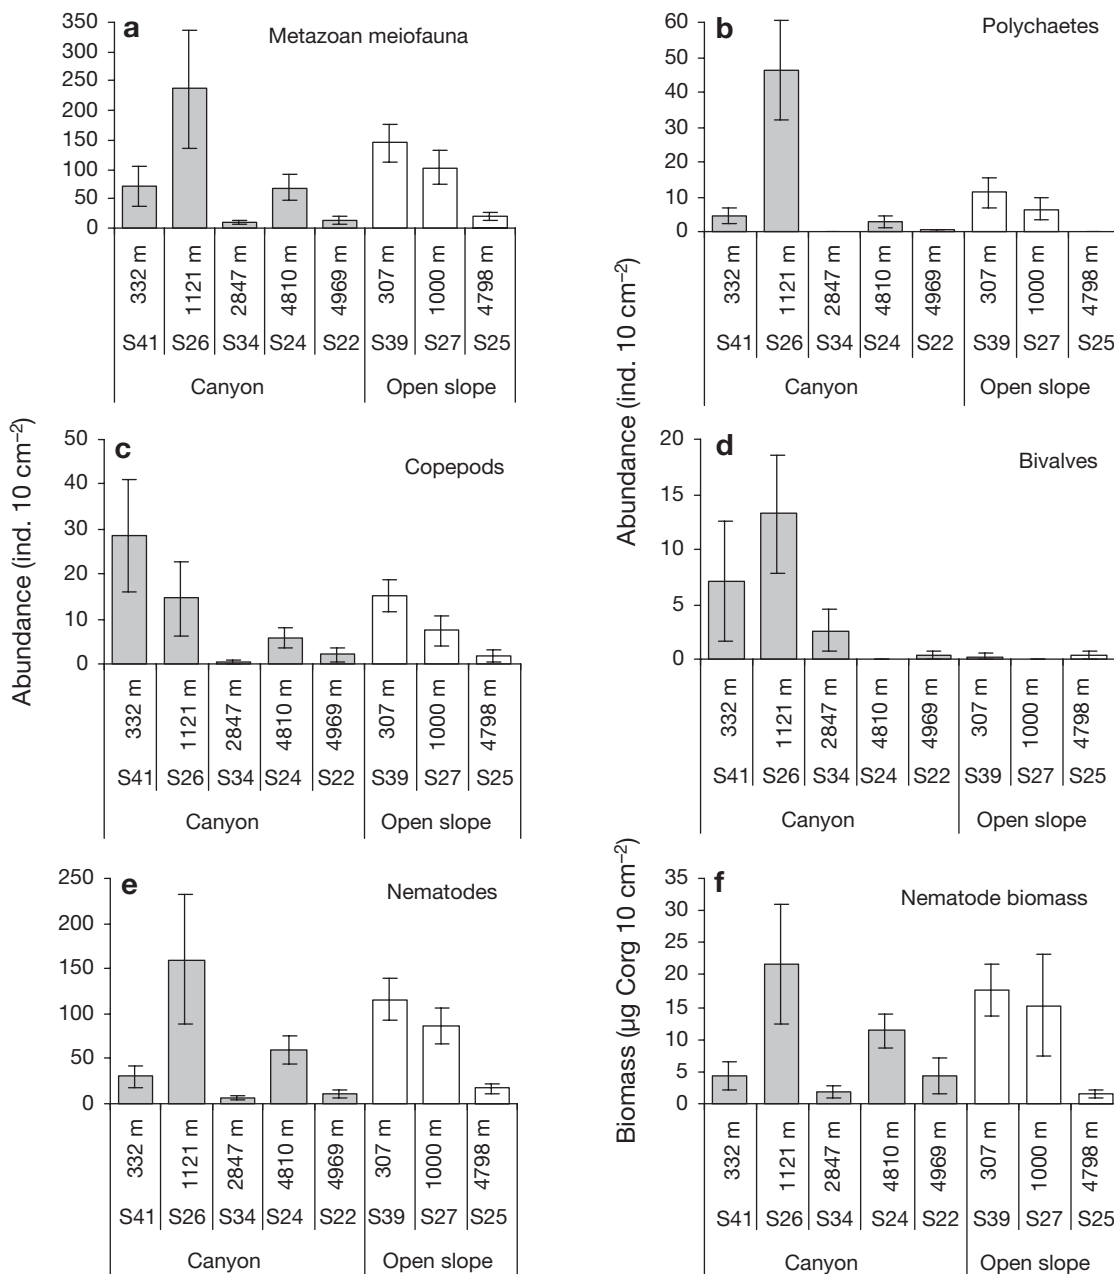 a
Metazoan meiofauna
350
300
250
200
150
100
50
0
332 m
1121 m
2847 m
4810 m
4969 m
307 m
1000 m
4798 m
S41 S26 S34 S24 S22 S39 S27 S25
Canyon Open slope
b
Polychaetes
60
50
40
30
20
10
0
332 m
1121 m
2847 m
4810 m
4969 m
307 m
1000 m
4798 m
S41 S26 S34 S24 S22 S39 S27 S25
Canyon Open slope
Abundance (ind. 10 cm⁻²)
c
Copepods
50
40
30
20
10
0
332 m
1121 m
2847 m
4810 m
4969 m
307 m
1000 m
4798 m
S41 S26 S34 S24 S22 S39 S27 S25
Canyon Open slope
Abundance (ind. 10 cm⁻²)
d
Bivalves
20
15
10
5
0
332 m
1121 m
2847 m
4810 m
4969 m
307 m
1000 m
4798 m
S41 S26 S34 S24 S22 S39 S27 S25
Canyon Open slope
e
Nematodes
250
200
150
100
50
0
332 m
1121 m
2847 m
4810 m
4969 m
307 m
1000 m
4798 m
S41 S26 S34 S24 S22 S39 S27 S25
Canyon Open slope
Biomass (µg Corg 10 cm⁻²)
f
Nematode biomass
35
30
25
20
15
10
5
0
332 m
1121 m
2847 m
4810 m
4969 m
307 m
1000 m
4798 m
S41 S26 S34 S24 S22 S39 S27 S25
Canyon Open slope